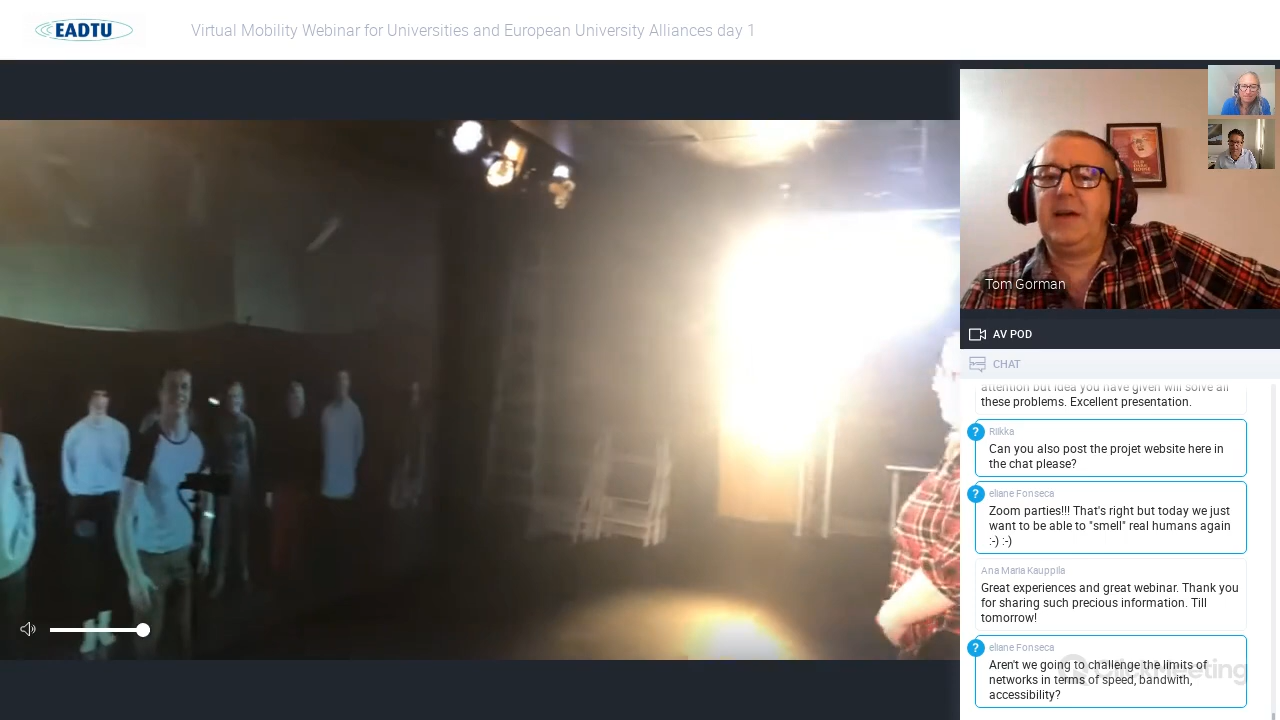 EADTU
Virtual Mobility Webinar for Universities and European University Alliances day 1
Tom Gorman
AV POD
CHAT
attention but idea you have given will solve all
these problems. Excellent presentation.
?
Riikka
Can you also post the projet website here in
the chat please?
?
eliane Fonseca
Zoom parties!!! That's right but today we just
want to be able to "smell" real humans again
:-) :-)
Ana Maria Kauppila
Great experiences and great webinar. Thank you
for sharing such precious information. Till
tomorrow!
?
eliane Fonseca
Aren't we going to challenge the limits of
networks in terms of speed, bandwith,
accessibility?